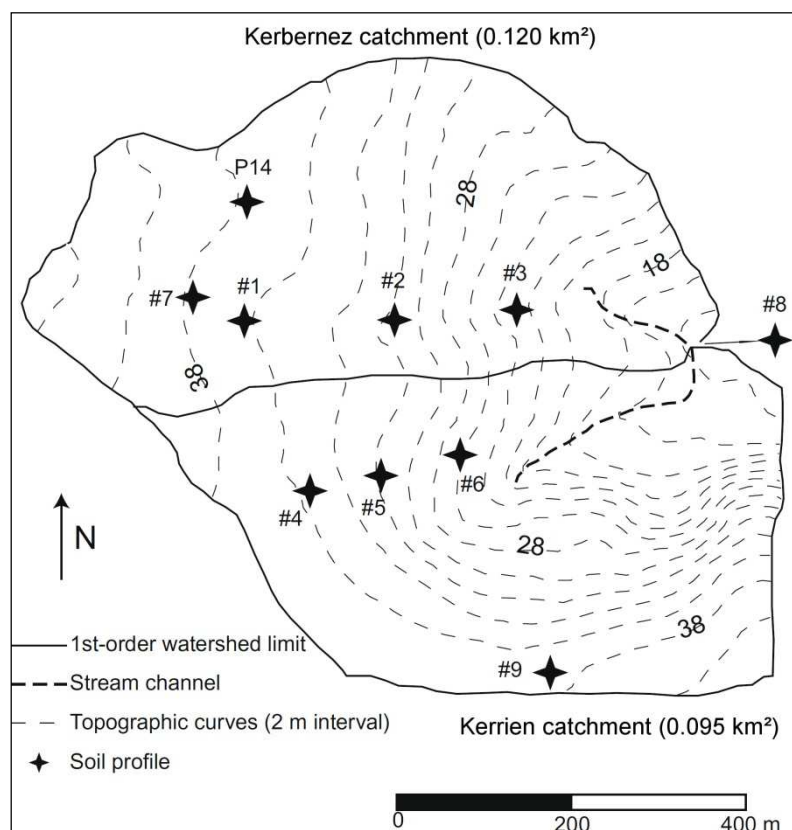 Kerbernez catchment (0.120 km²)
P14
28
18
#7
#1
#2
#3
#8
38
#4
#5
#6
N
28
38
#9
1st-order watershed limit
Stream channel
Topographic curves (2 m interval)
Soil profile
Kerrien catchment (0.095 km²)
0 200 400 m